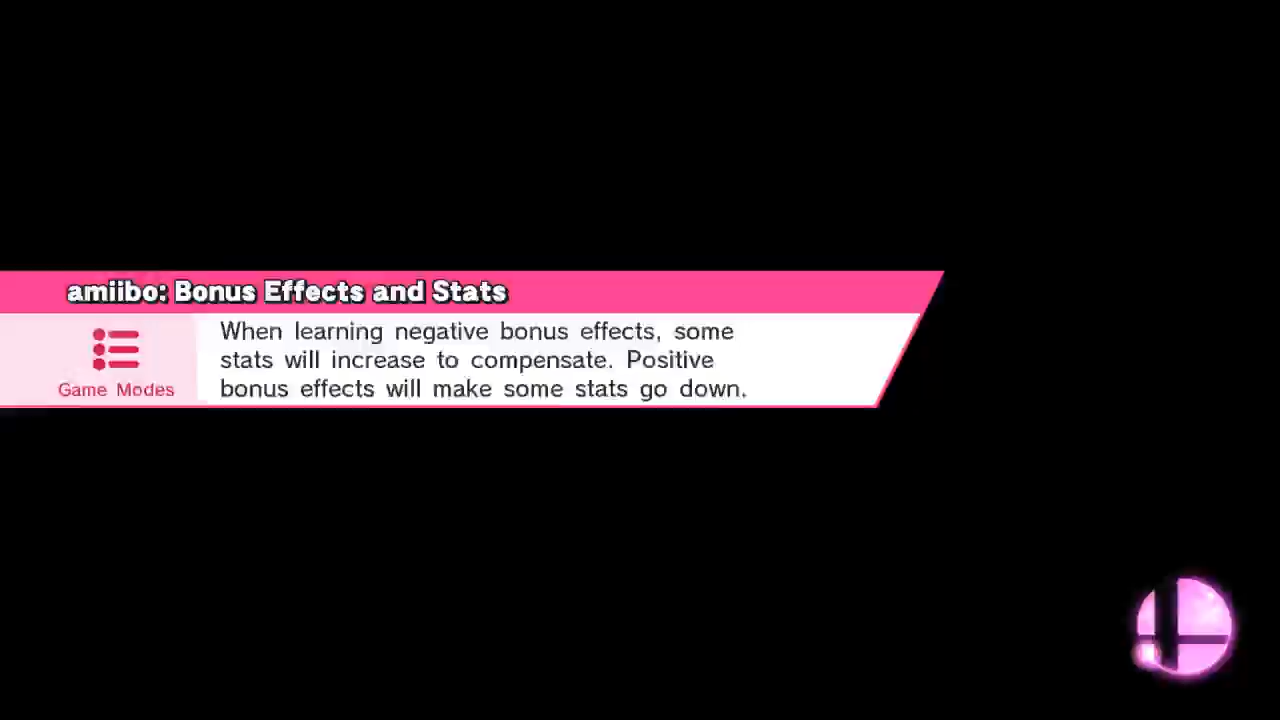 amiibo: Bonus Effects and Stats
Game Modes
When learning negative bonus effects, some
stats will increase to compensate. Positive
bonus effects will make some stats go down.